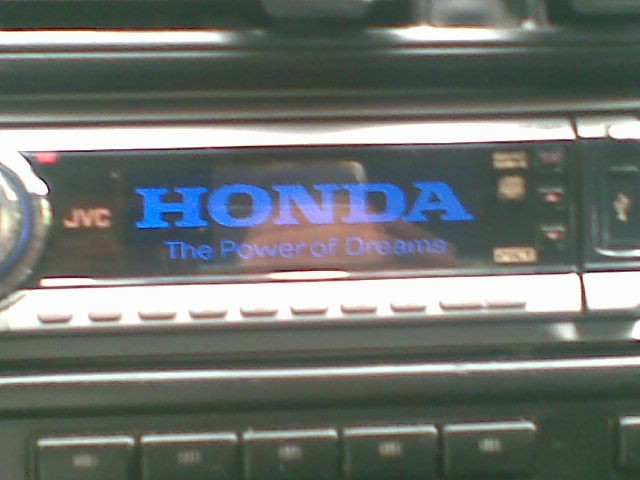 JVC
HONDA
The Power of Dreams